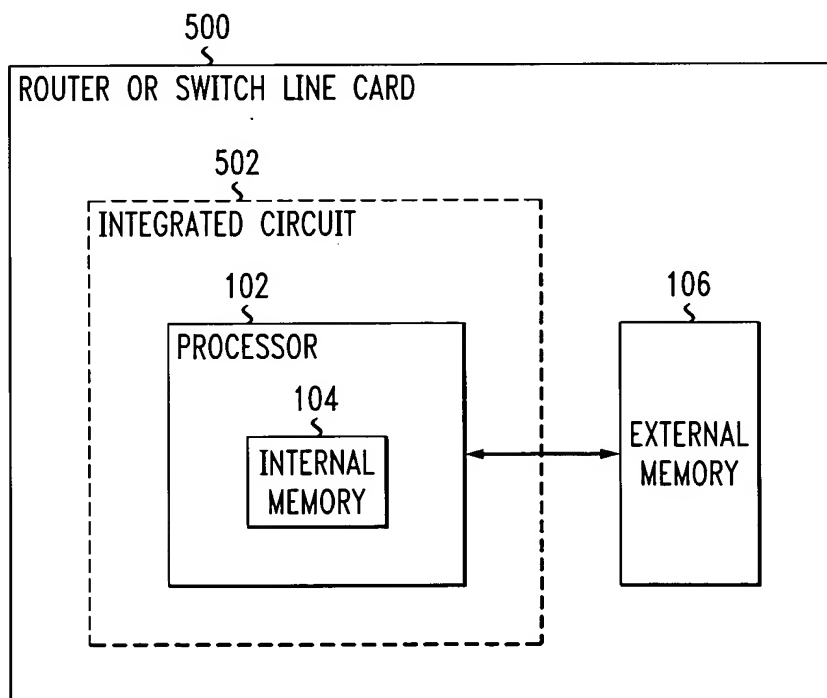 500
ROUTER OR SWITCH LINE CARD
502
INTEGRATED CIRCUIT
102
PROCESSOR
104
INTERNAL
MEMORY
106
EXTERNAL
MEMORY